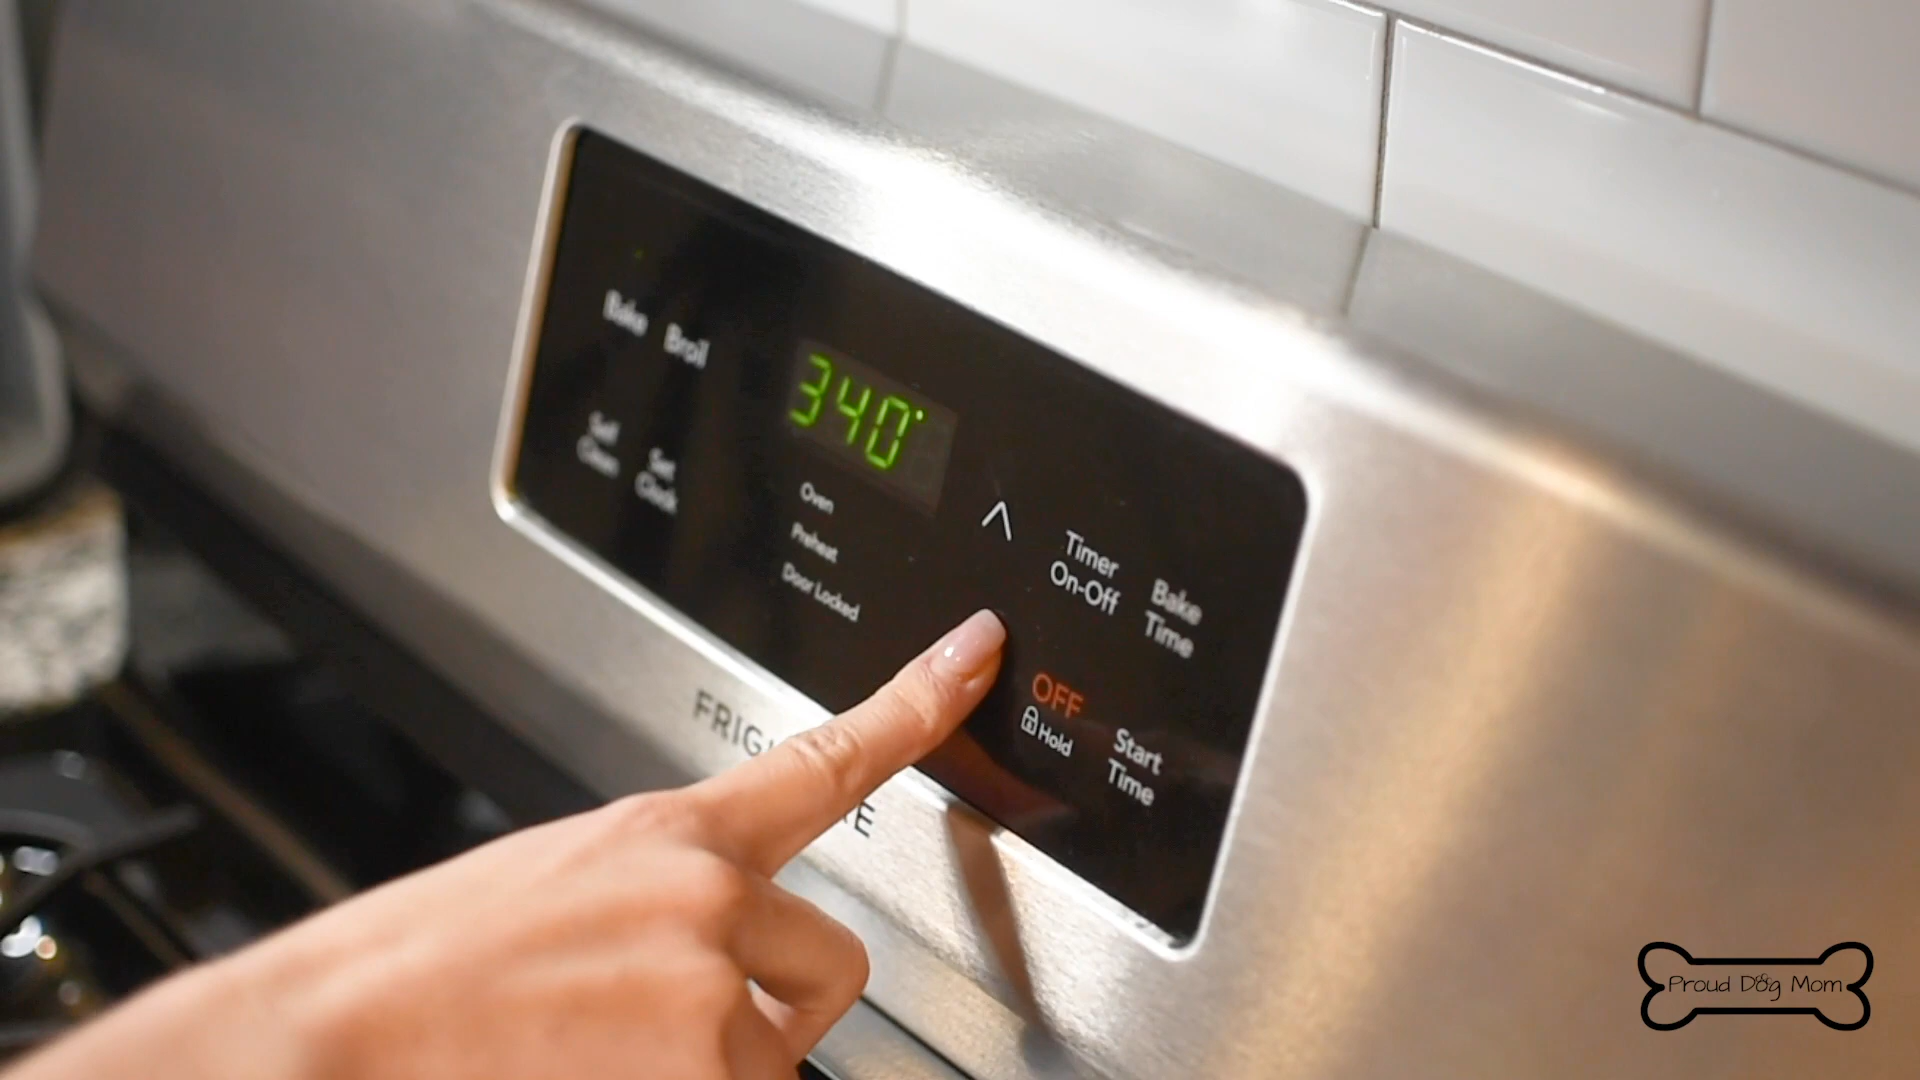 Bake Broil
340°
Self
Clean
Set
Clock
Oven
Preheat
Door Locked
Timer
On-Off
Bake
Time
OFF
Hold
Start
Time
FRIGI
RE
Proud Dog Mom